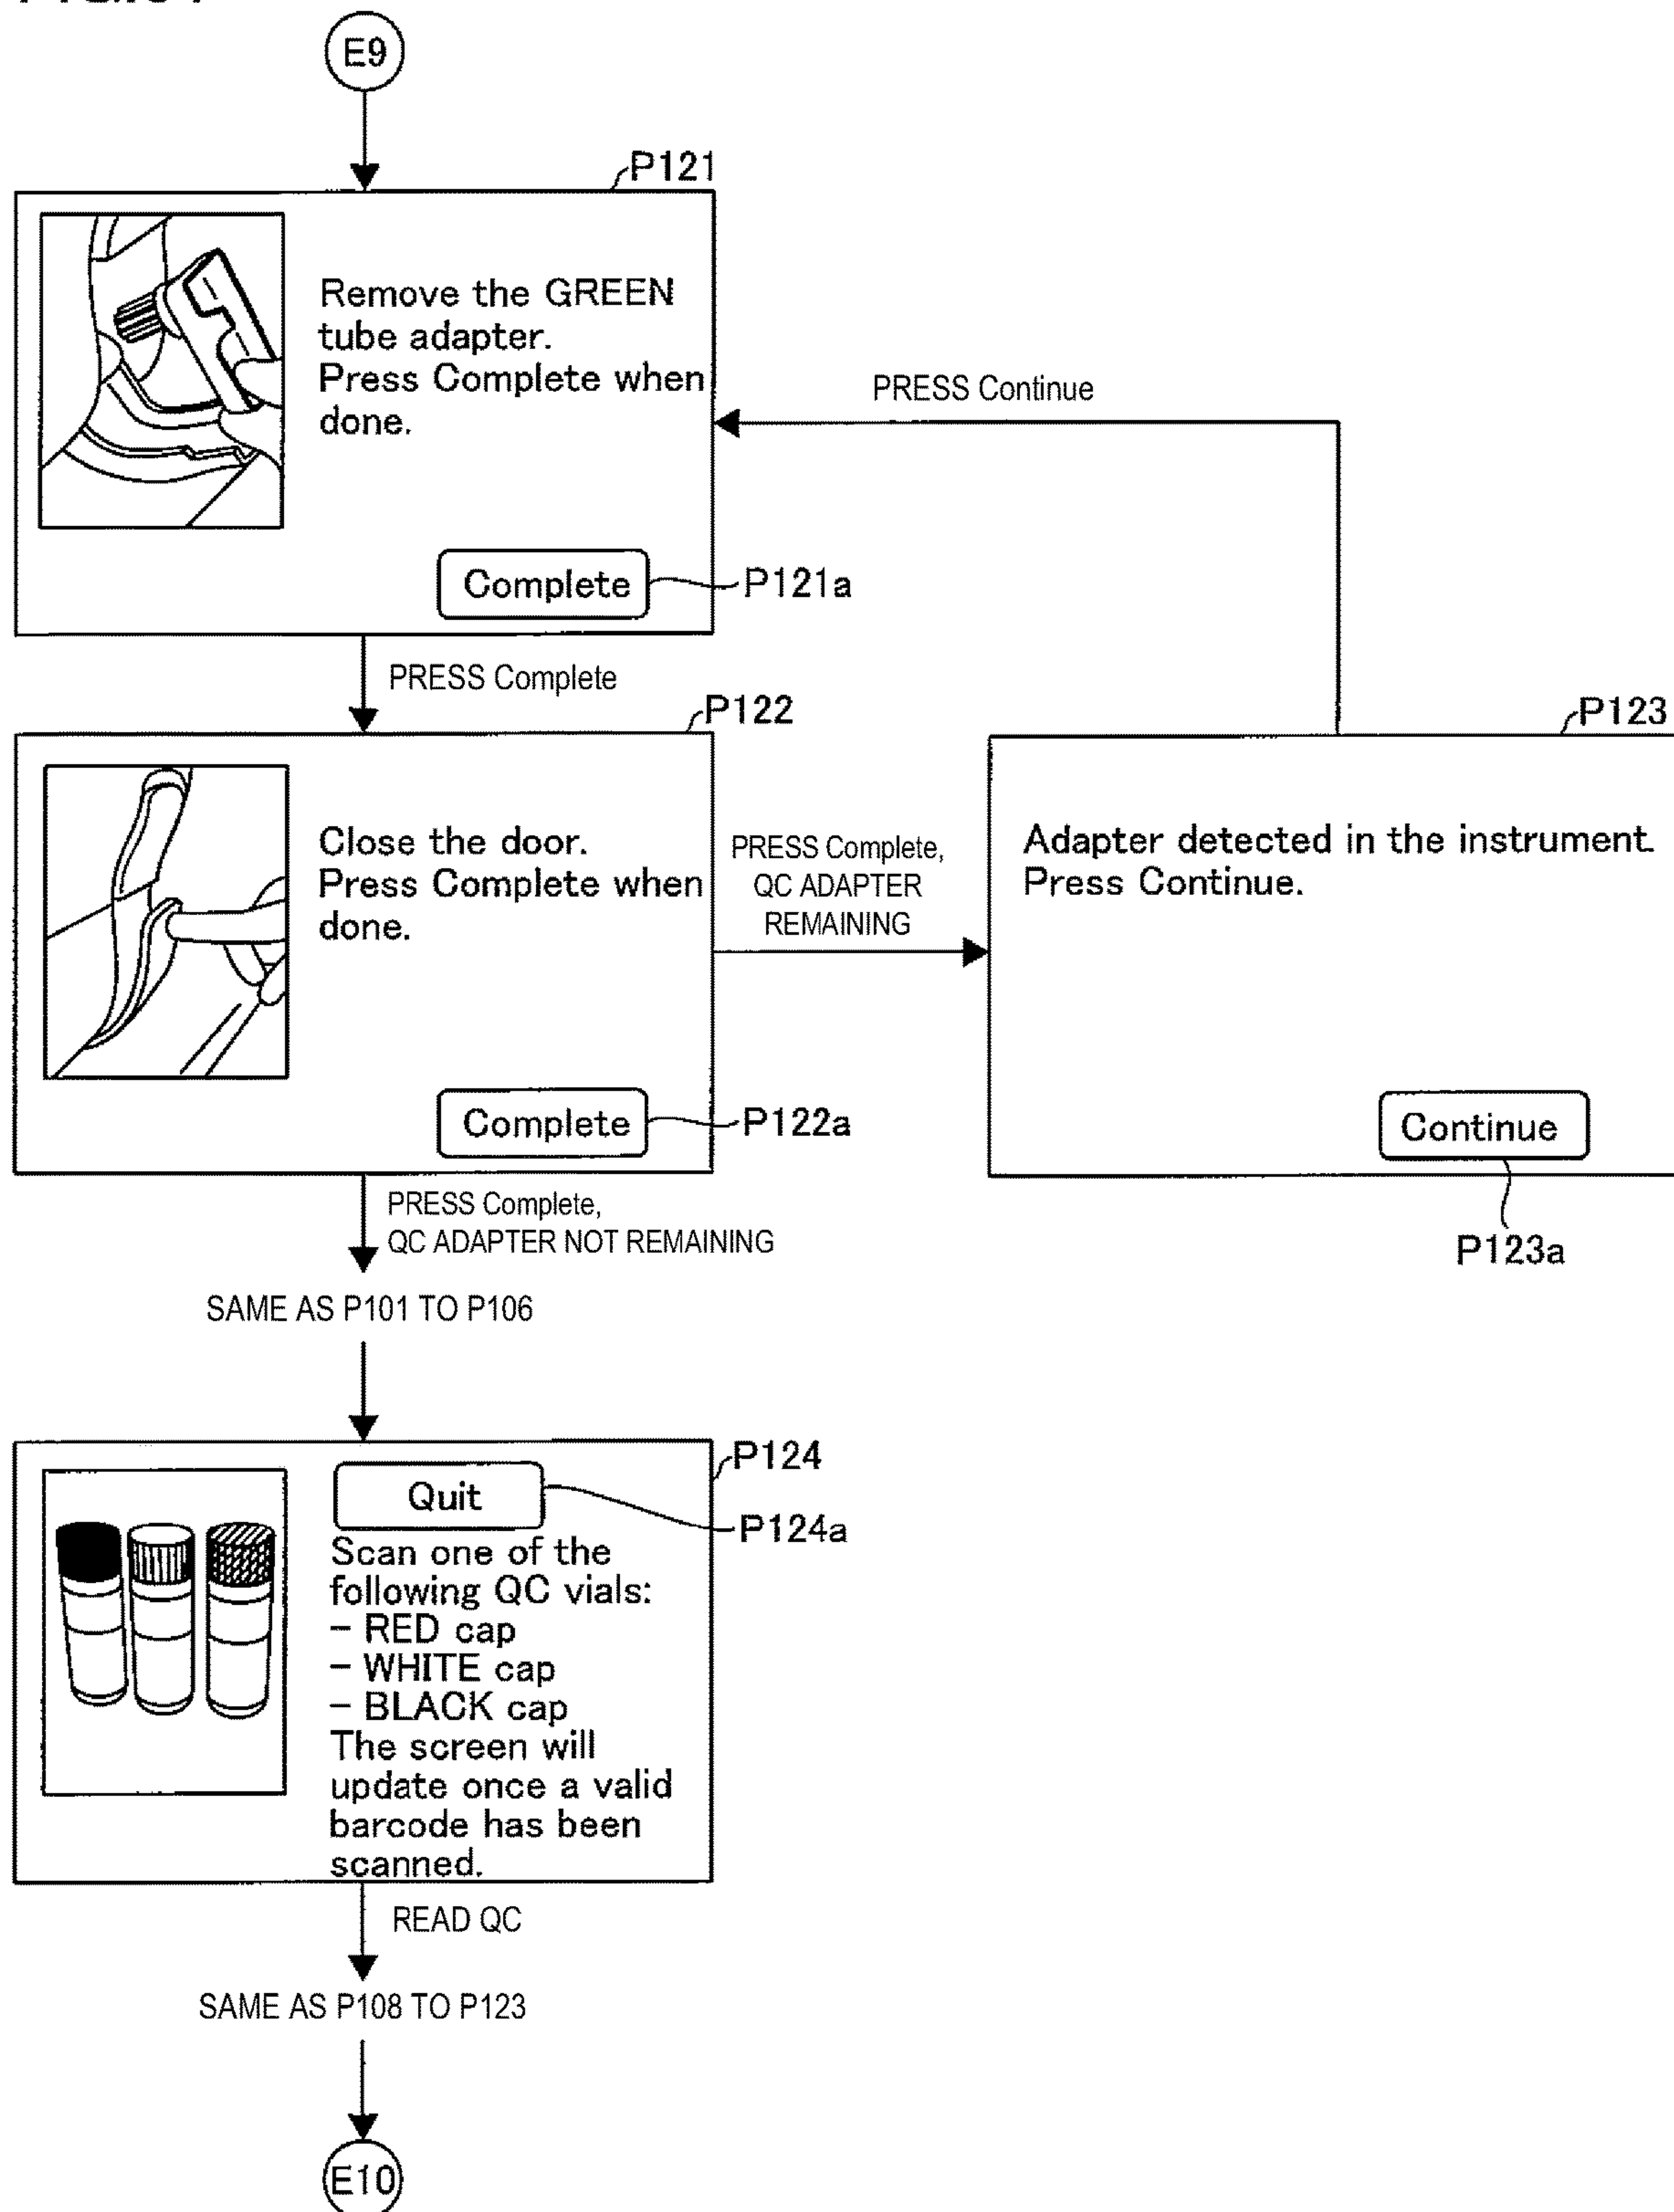 E9
P121
Remove the GREEN
tube adapter.
Press Complete when
done.
Complete
P121a
PRESS Continue
PRESS Complete
P122
Close the door.
Press Complete when
done.
Complete
P122a
PRESS Complete,
QC ADAPTER
REMAINING
P123
Adapter detected in the instrument.
Press Continue.
Continue
P123a
PRESS Complete,
QC ADAPTER NOT REMAINING
SAME AS P101 TO P106
P124
Quit
P124a
Scan one of the
following QC vials:
- RED cap
- WHITE cap
- BLACK cap
The screen will
update once a valid
barcode has been
scanned.
READ QC
SAME AS P108 TO P123
E10